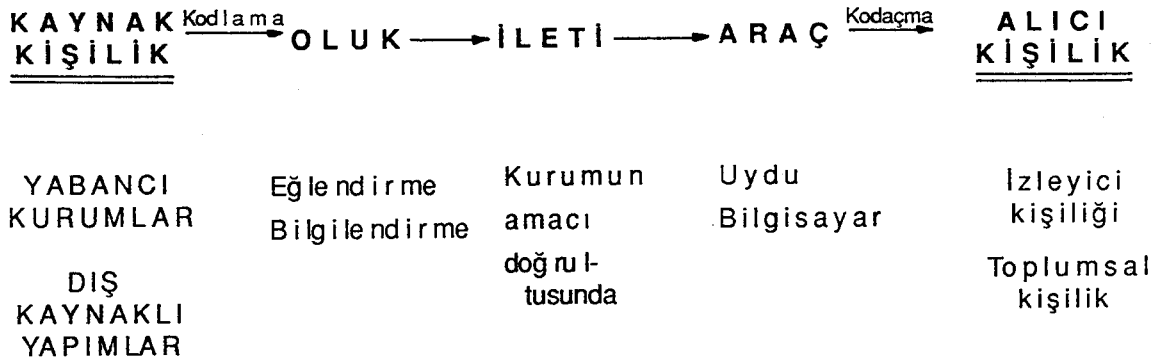 KAYNAK Kodlama OLUK İLETİ ARAÇ Kodaçma ALICI
KİŞİLİK KİŞİLİK
YABANCI Eğlendirme Kurumun Uydu İzleyici
KURUMLAR Bilgilendirme amacı Bilgisayar kişiliği
DIŞ doğrul- Toplumsal
KAYNAKLI tusunda kişilik
YAPIMLAR